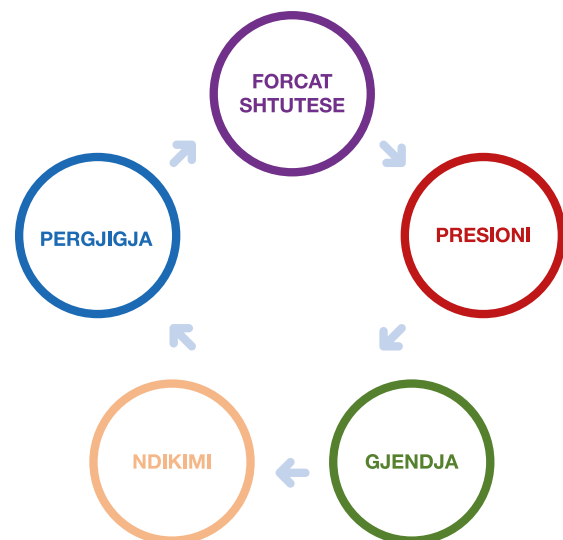 FORCAT
SHTUTESE
PRESIONI
GJENDJA
NDIKIMI
PERGJIGJA